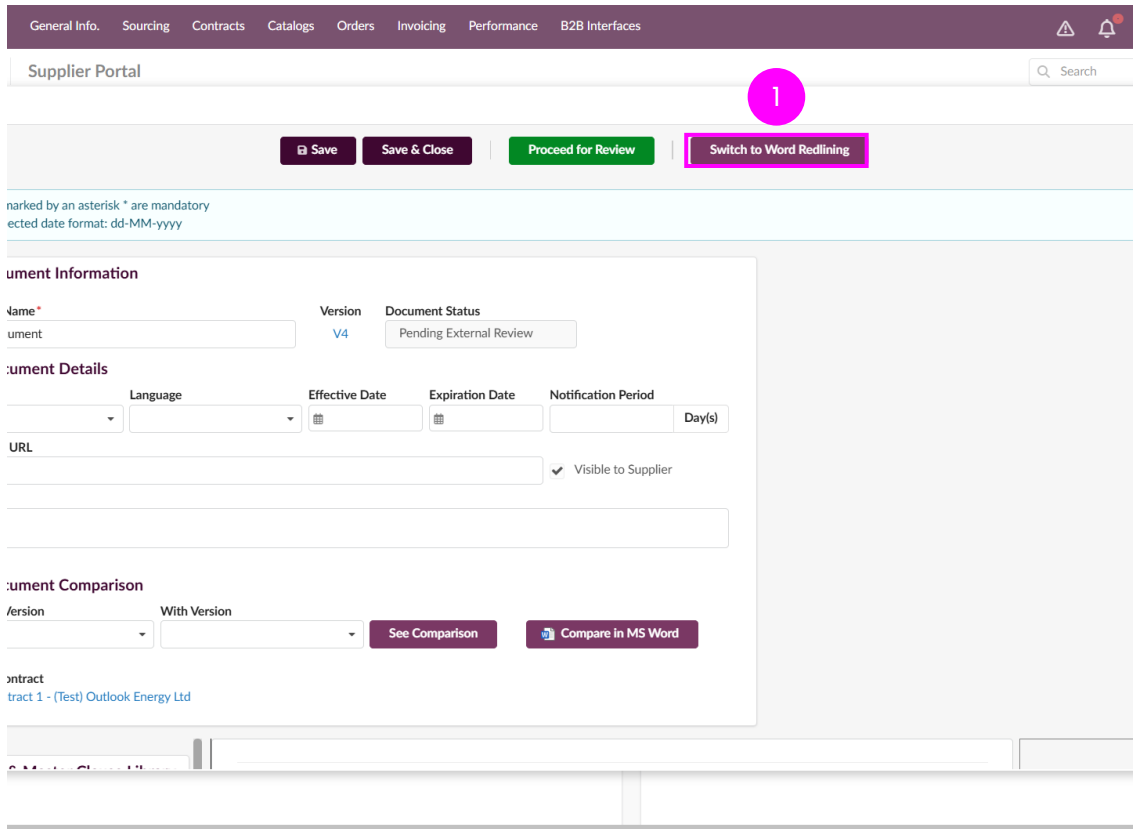 General Info. Sourcing Contracts Catalogs Orders Invoicing Performance B2B Interfaces
Supplier Portal
Search
1
Save Save & Close Proceed for Review Switch to Word Redlining
marked by an asterisk * are mandatory
ected date format: dd-MM-yyyy
ument Information
Name* Version Document Status
ument V4 Pending External Review
cument Details
Language Effective Date Expiration Date Notification Period
Day(s)
URL
Visible to Supplier
cument Comparison
Version With Version
See Comparison Compare in MS Word
ontract
tract 1 - (Test) Outlook Energy Ltd